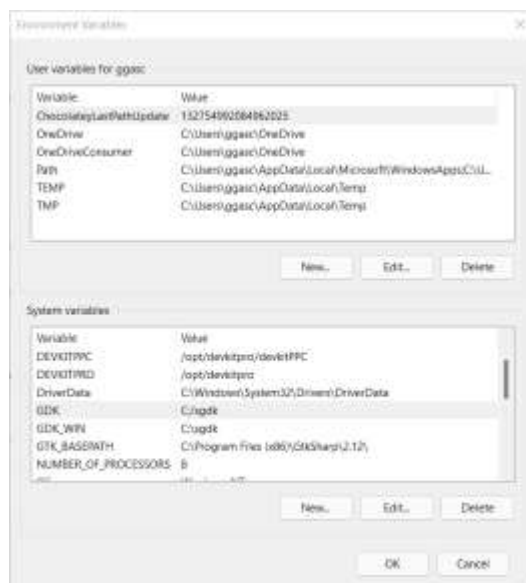 Environment Variables
User variables for ggasc
Variable Value
ChocolateyLastPathUpdate 132754992084962025
OneDrive C:\Users\ggasc\OneDrive
OneDriveConsumer C:\Users\ggasc\OneDrive
Path C:\Users\ggasc\AppData\Local\Microsoft\WindowsApps;C:\U...
TEMP C:\Users\ggasc\AppData\Local\Temp
TMP C:\Users\ggasc\AppData\Local\Temp
New... Edit... Delete
System variables
Variable Value
DEVKITPPC /opt/devkitpro/devkitPPC
DEVKITPRO /opt/devkitpro
DriverData C:\Windows\System32\Drivers\DriverData
GDK C:/sgdk
GDK_WIN C:\sgdk
GTK_BASEPATH C:\Program Files (x86)\GtkSharp\2.12\
NUMBER_OF_PROCESSORS 8
New... Edit... Delete
OK Cancel